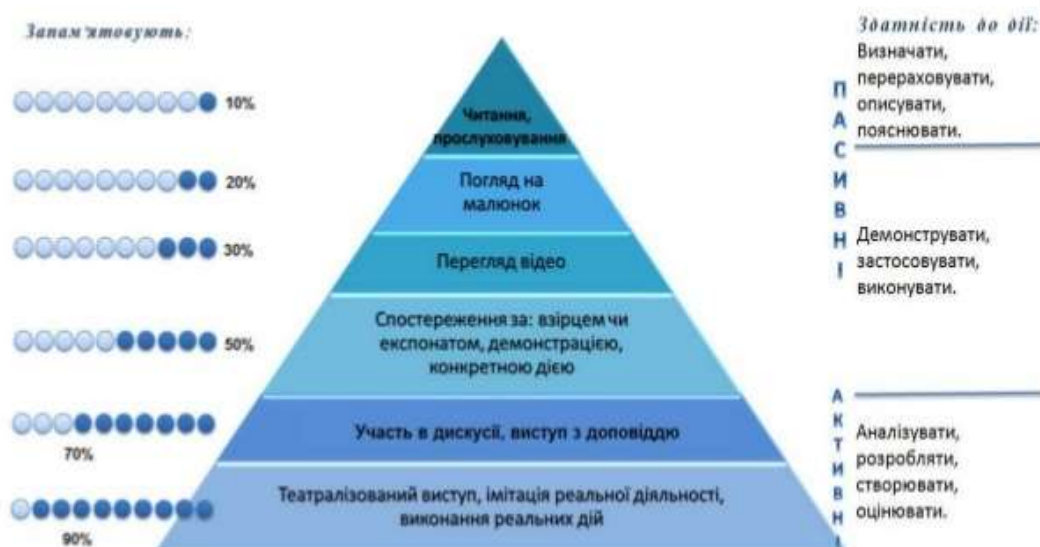 Запам'ятовують:
10%
20%
30%
50%
70%
90%
Читання,
прослуховування
Погляд на
малюнок
Перегляд відео
Спостереження за: взірцем чи
експонатом, демонстрацією,
конкретною дією
Участь в дискусії, виступ з доповіддю
Театралізований виступ, імітація реальної діяльності,
виконання реальних дій
ПАСИВНІ
АКТИВНІ
Здатність до дії:
Визначати,
перераховувати,
описувати,
пояснювати.
Демонструвати,
застосовувати,
виконувати.
Аналізувати,
розробляти,
створювати,
оцінювати.